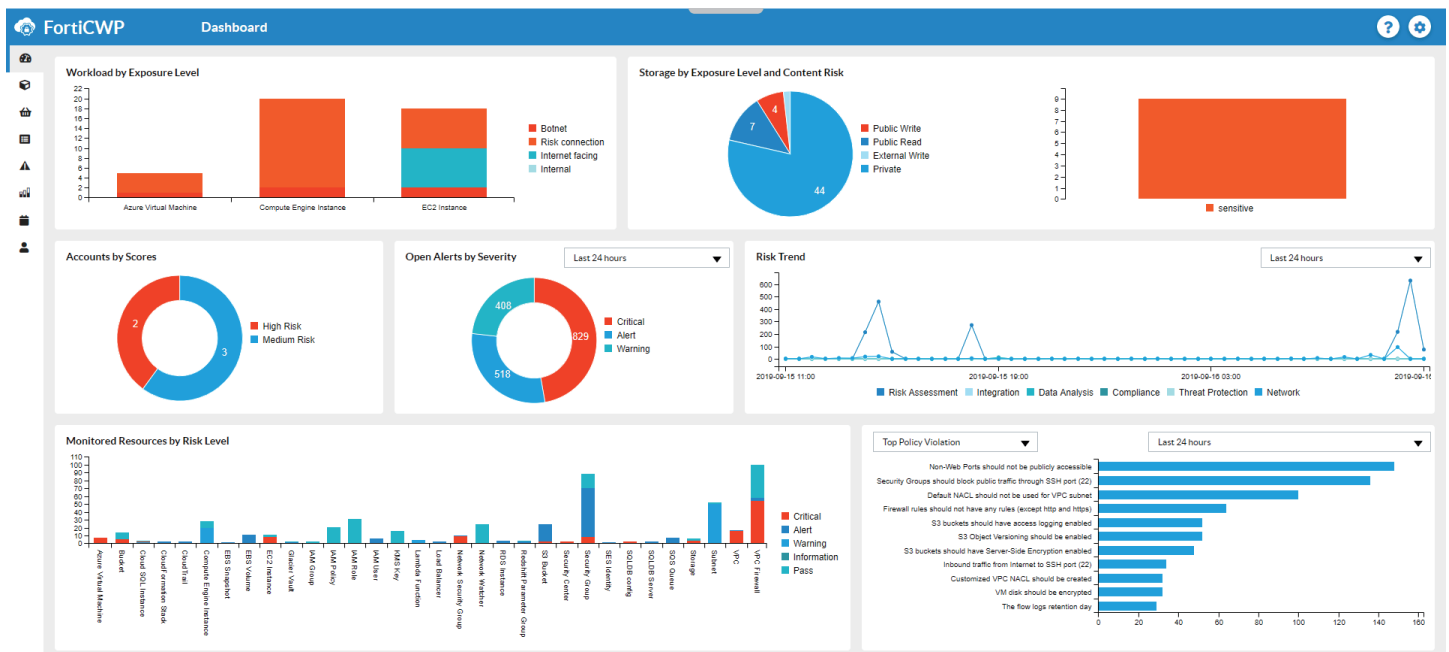 FortiCWP
Dashboard
?
Workload by Exposure Level
22
20
18
16
14
12
10
8
6
4
2
0
Azure Virtual Machine
Compute Engine Instance
EC2 Instance
Botnet
Risk connection
Internet facing
Internal
Storage by Exposure Level and Content Risk
4
7
44
Public Write
Public Read
External Write
Private
9
8
7
6
5
4
3
2
1
0
sensitive
Accounts by Scores
2
3
High Risk
Medium Risk
Open Alerts by Severity
Last 24 hours
408
829
518
Critical
Alert
Warning
Risk Trend
Last 24 hours
600
500
400
300
200
100
0
2019-09-15 11:00
2019-09-15 19:00
2019-09-16 03:00
2019-09-16
Risk Assessment
Integration
Data Analysis
Compliance
Threat Protection
Network
Monitored Resources by Risk Level
110
100
90
80
70
60
50
40
30
20
10
0
Azure Virtual Machine
Bucket
Cloud SQL Instance
CloudFormation Stack
CloudTrail
Compute Engine Instance
EBS Snapshot
EBS Volume
EC2 Instance
Glacier Vault
IAM Group
IAM Policy
IAM Role
IAM User
KMS Key
Lambda Function
Load Balancer
Network Security Group
Network Watcher
RDS Instance
Redshift Parameter Group
S3 Bucket
Security Center
Security Group
SES Identity
SQLDB config
SQLDB Server
SQS Queue
Storage
Subnet
VPC
VPC Firewall
Critical
Alert
Warning
Information
Pass
Top Policy Violation
Last 24 hours
Non-Web Ports should not be publicly accessible
Security Groups should block public traffic through SSH port (22)
Default NACL should not be used for VPC subnet
Firewall rules should not have any rules (except http and https)
S3 buckets should have access logging enabled
S3 Object Versioning should be enabled
S3 buckets should have Server-Side Encryption enabled
Inbound traffic from Internet to SSH port (22)
Customized VPC NACL should be created
VM disk should be encrypted
The flow logs retention day
0
20
40
60
80
100
120
140
160